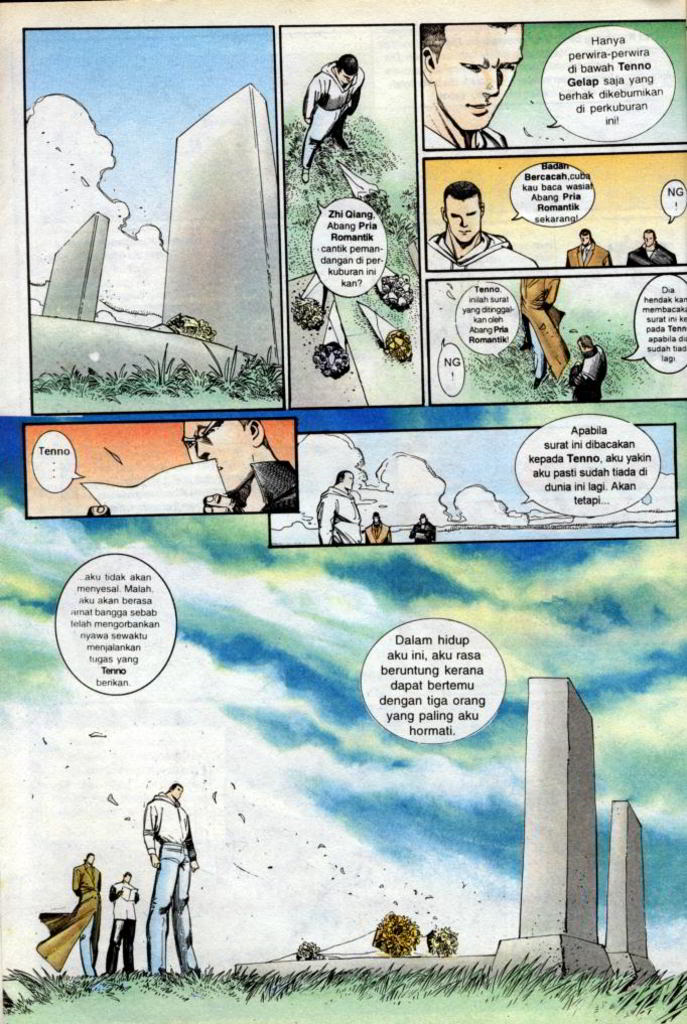 Zhi Qiang,
Abang Pria
Romantik
cantik peman-
dangan di per-
kuburan ini
kan?
Hanya
perwira-perwira
di bawah Tenno
Gelap saja yang
berhak dikebumikan
di perkuburan
ini!
Badan
Bercacah,cuba
kau baca wasiat
Abang Pria
Romantik
sekarang!
NG
!
Tenno,
inilah surat
yang ditinggal-
kan oleh
Abang Pria
Romantik!
NG
!
Dia
hendak kan
membaca
surat ini ke
pada Tenno
apabila di
sudah tiada
lagi.
Tenno
...
Apabila
surat ini dibacakan
kepada Tenno, aku yakin
aku pasti sudah tiada di
dunia ini lagi. Akan
tetapi...
...aku tidak akan
menyesal. Malah,
aku akan berasa
amat bangga sebab
telah mengorbankan
nyawa sewaktu
menjalankan
tugas yang
Tenno
berikan.
Dalam hidup
aku ini, aku rasa
beruntung kerana
dapat bertemu
dengan tiga orang
yang paling aku
hormati.